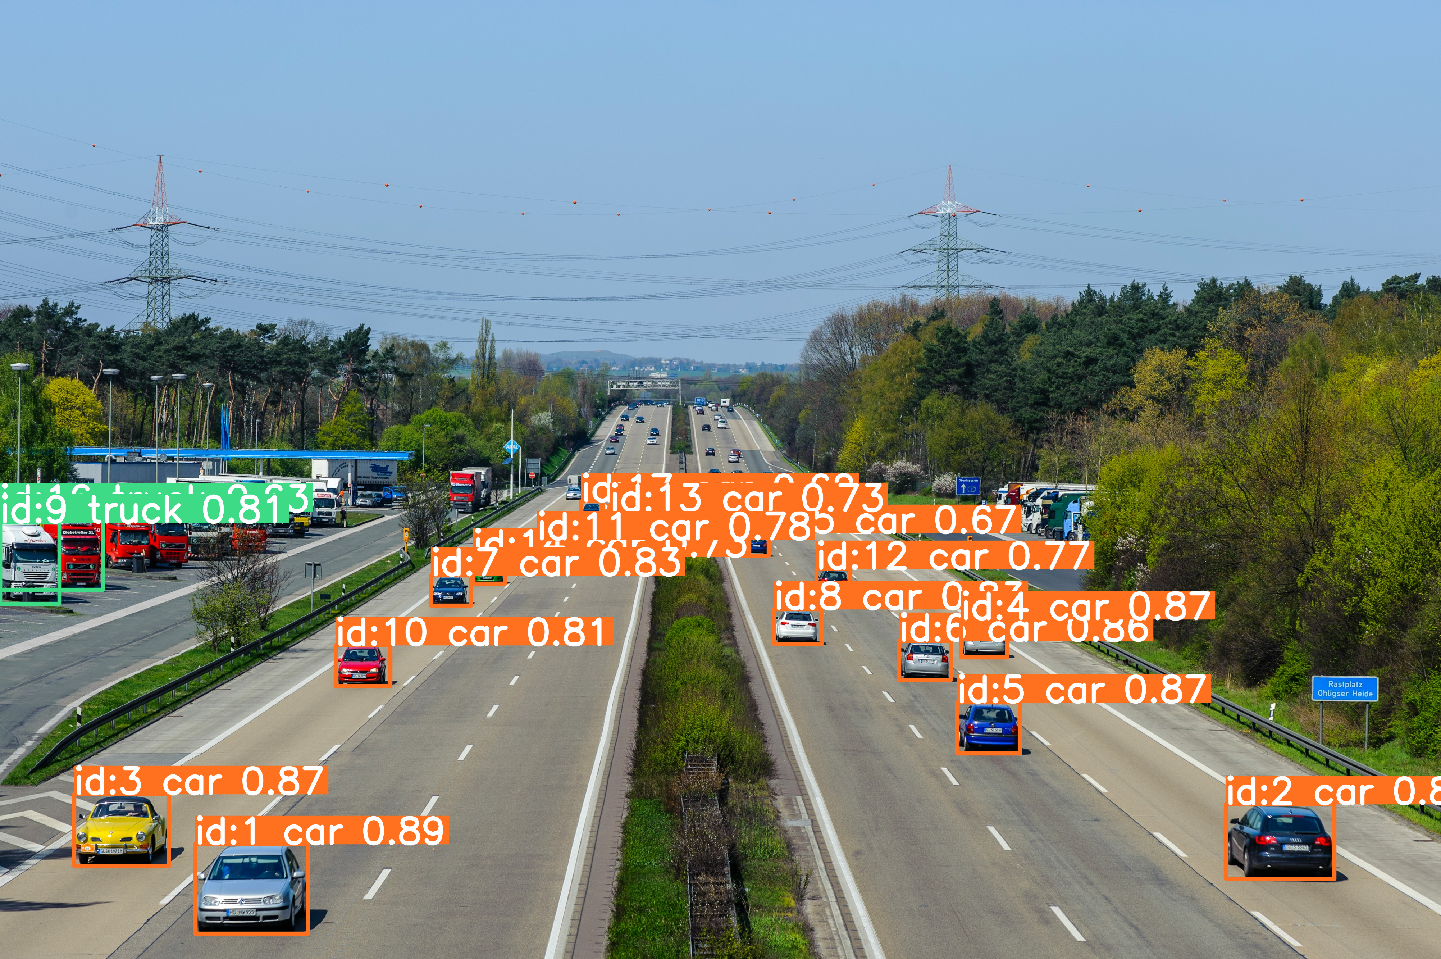 id:13 car 0.73
id:9 truck 0.81
id:11 car 0.78
car 0.67
id:7 car 0.83
id:12 car 0.77
id:8 car
id:4 car 0.87
id:10 car 0.81
id:6 car 0.86
id:5 car 0.87
Rastplatz
Ohligser Heide
id:3 car 0.87
id:2 car
id:1 car 0.89